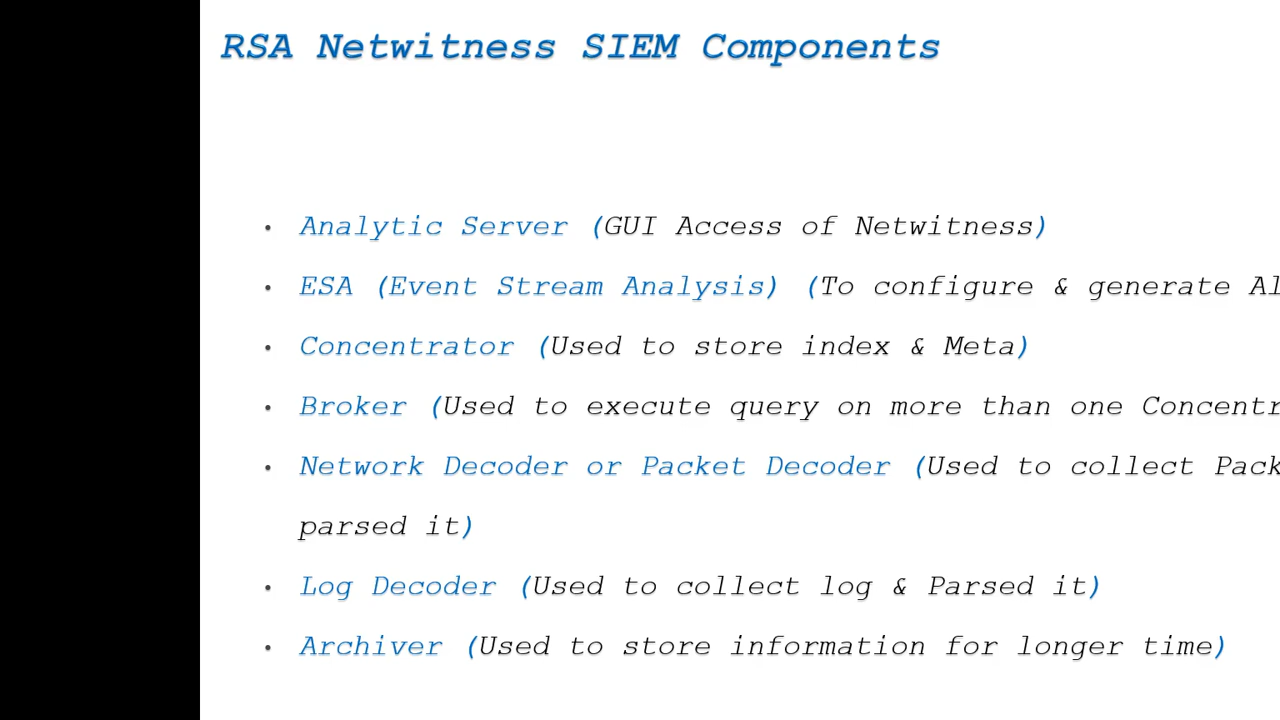 RSA Netwitness SIEM Components
• Analytic Server (GUI Access of Netwitness)
• ESA (Event Stream Analysis) (To configure & generate
• Concentrator (Used to store index & Meta)
• Broker (Used to execute query on more than one
• Network Decoder or Packet Decoder (Used to collect
parsed it)
• Log Decoder (Used to collect log & Parsed it)
• Archiver (Used to store information for longer time)